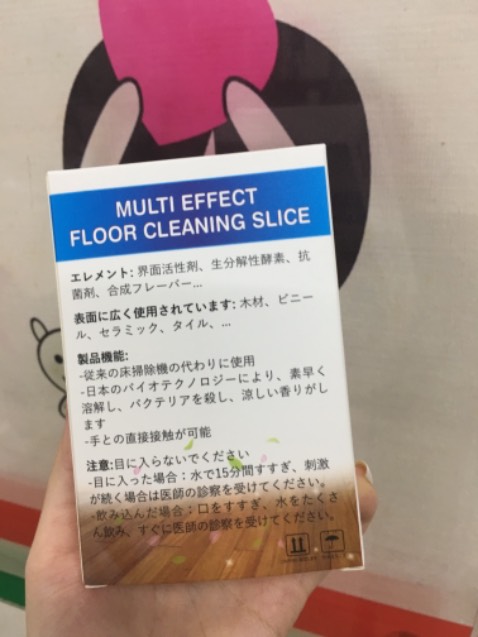 MULTI EFFECT
FLOOR CLEANING SLICE
エレメント: 界面活性剤、生分解性酵素、抗
菌剤、合成フレーバー...
表面に広く使用されています: 木材、ビニー
ル、セラミック、タイル、...
製品機能:
-従来の床掃除機の代わりに使用
-日本のバイオテクノロジーにより、素早く
溶解し、バクテリアを殺し、涼しい香りがし
ます
-手との直接接触が可能
注意:目に入らないでください
-目に入った場合：水で15分間すすぎ、刺激
が続く場合は医師の診察を受けてください。
-飲み込んだ場合：口をすすぎ、水をたくさ
ん飲み、すぐに医師の診察を受けてください。